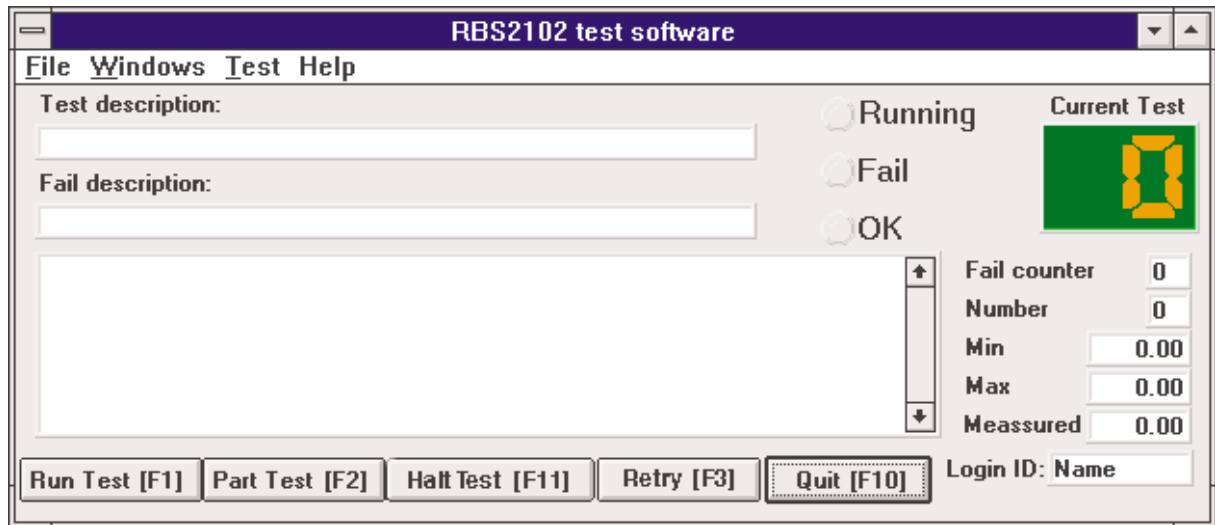 RBS2102 test software
File Windows Test Help
Test description:
Running
Current Test
0
Fail
Fail description:
OK
Fail counter 0
Number 0
Min 0.00
Max 0.00
Meassured 0.00
Login ID: Name
Run Test [F1] Part Test [F2] Halt Test [F11] Retry [F3] Quit [F10]